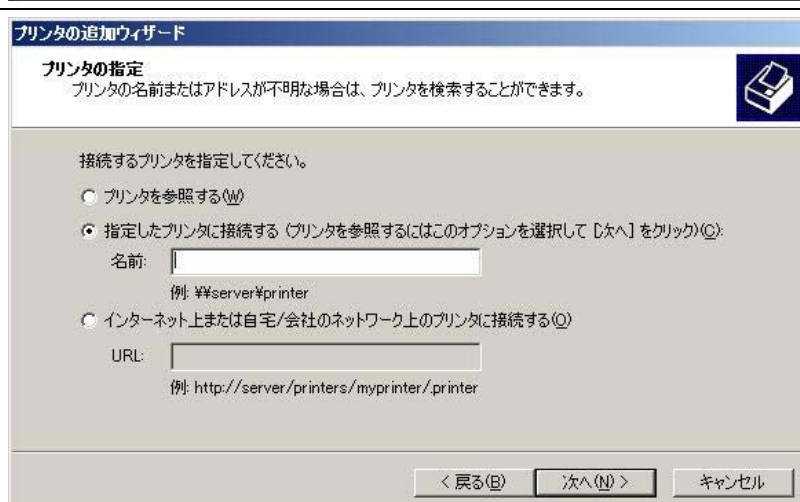 プリンタの追加ウィザード
プリンタの指定
プリンタの名前またはアドレスが不明な場合は、プリンタを検索することができます。
接続するプリンタを指定してください。
プリンタを参照する(W)
指定したプリンタに接続する (プリンタを参照するにはこのオプションを選択して [次へ] をクリック)(C):
名前:
例: ¥¥server¥printer
インターネット上または自宅/会社のネットワーク上のプリンタに接続する(O)
URL:
例: http://server/printers/myprinter/.printer
< 戻る(B) 次へ(N) > キャンセル